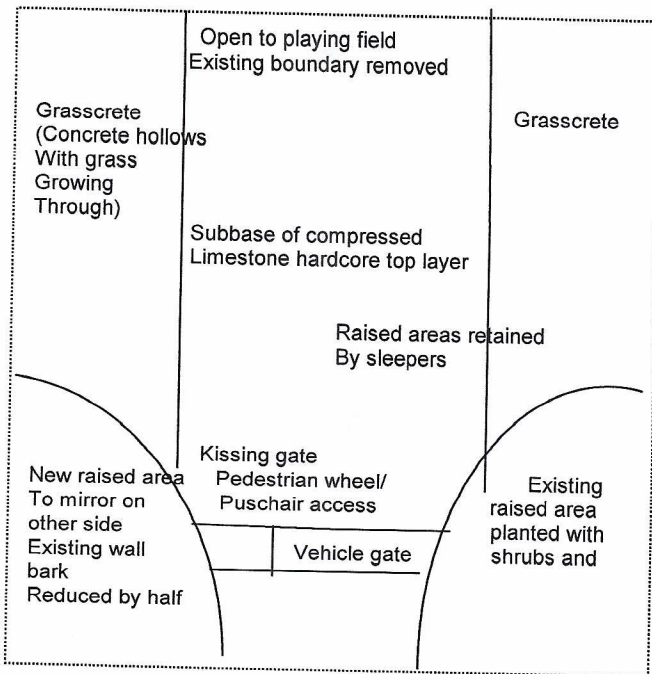 Open to playing field
Existing boundary removed
Grasscrete
(Concrete hollows
With grass
Growing
Through)
Grasscrete
Subbase of compressed
Limestone hardcore top layer
Raised areas retained
By sleepers
Kissing gate
Pedestrian wheel/
Puschair access
New raised area
To mirror on
other side
Existing wall
bark
Reduced by half
Vehicle gate
Existing
raised area
planted with
shrubs and